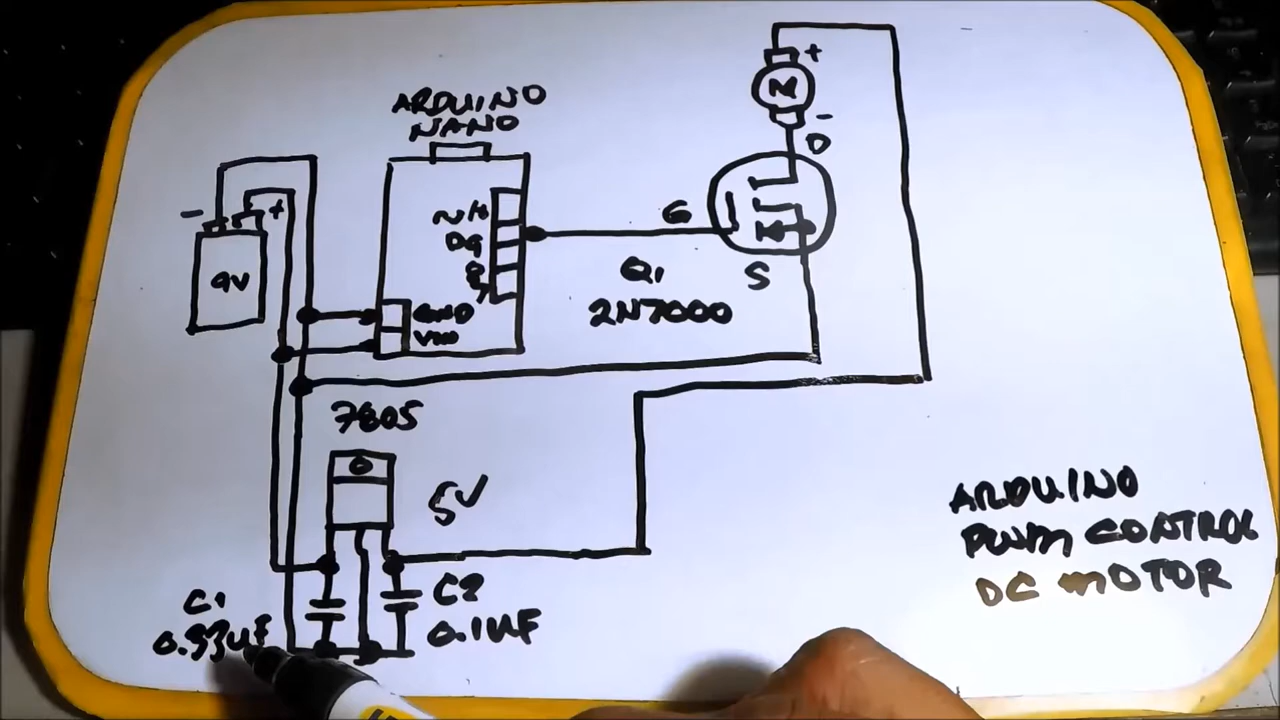 ARDUINO
NANO
+
M
-
D
- +
9V
D9
G
GND
VIN
Q1
2N7000
S
7805
5V
C1
0.33UF
C2
0.1UF
ARDUINO
PWM CONTROL
DC MOTOR